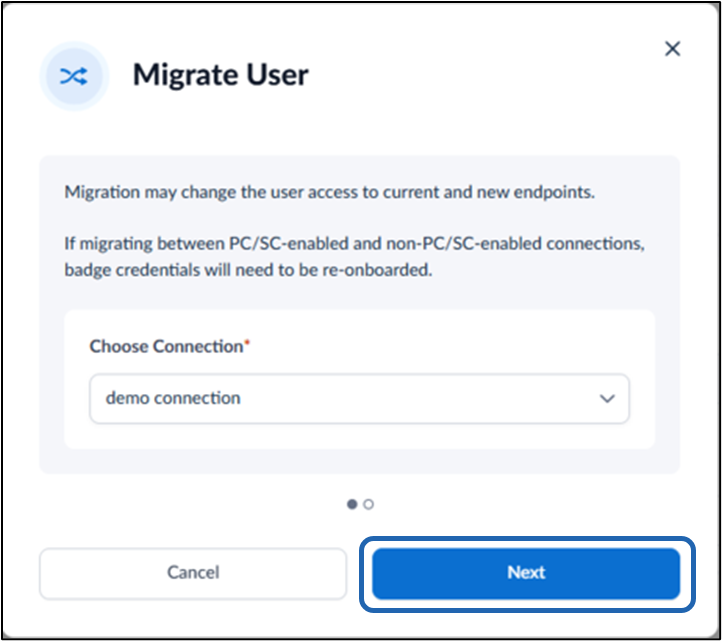 Migrate User
Migration may change the user access to current and new endpoints.
If migrating between PC/SC-enabled and non-PC/SC-enabled connections,
badge credentials will need to be re-onboarded.
Choose Connection*
demo connection
Cancel
Next